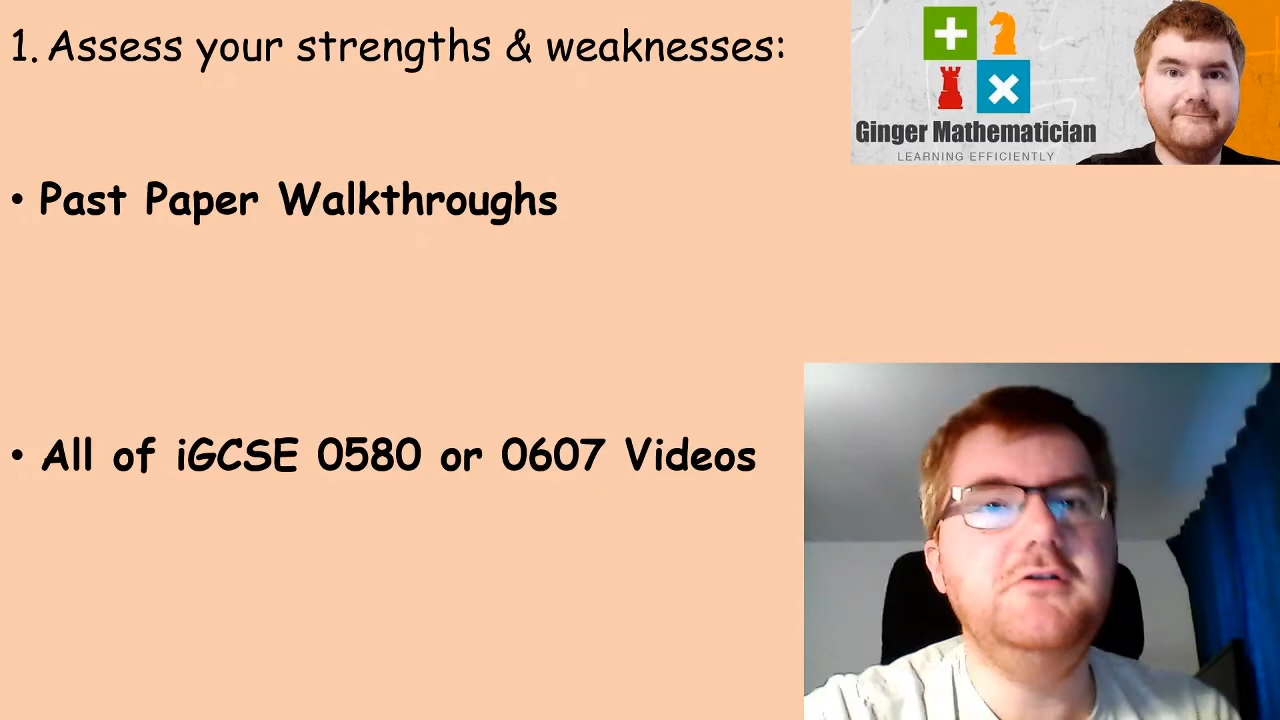 1. Assess your strengths & weaknesses:
Ginger Mathematician
LEARNING EFFICIENTLY
• Past Paper Walkthroughs
• All of iGCSE 0580 or 0607 Videos